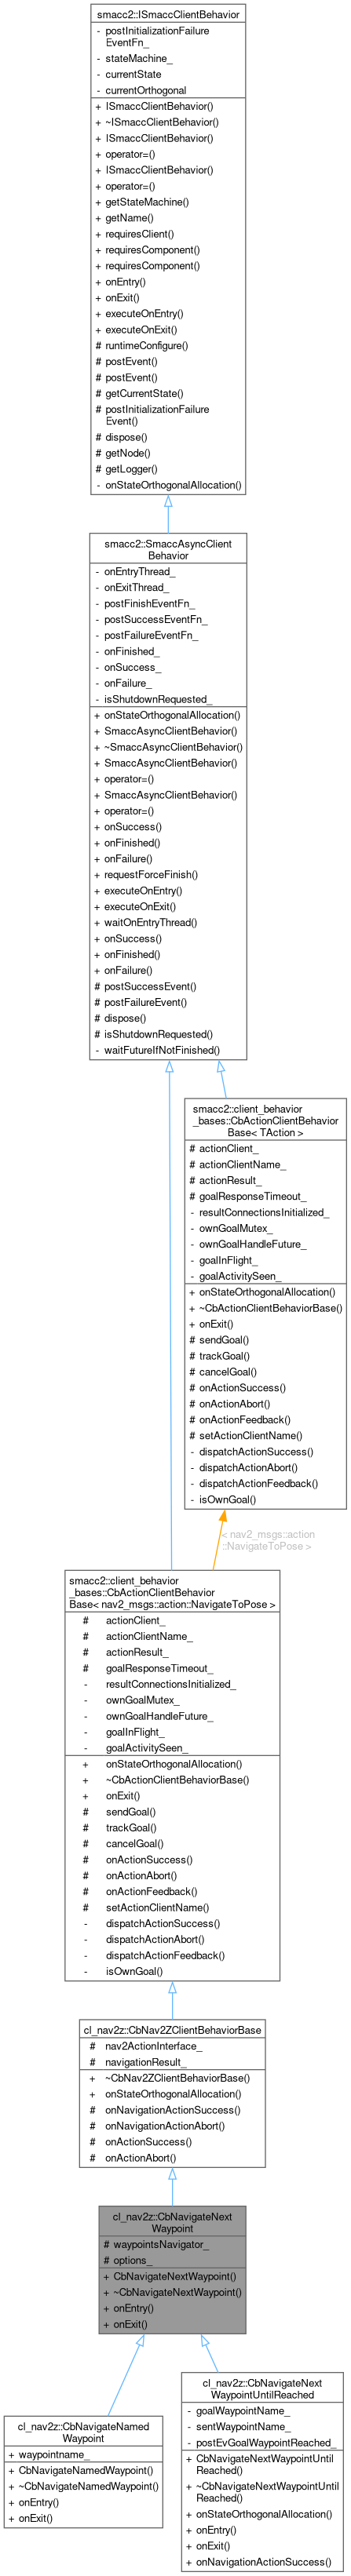 smacc2::ISmaccClientBehavior
- postInitializationFailure
EventFn_
- stateMachine_
- currentState
- currentOrthogonal
+ ISmaccClientBehavior()
+ ~ISmaccClientBehavior()
+ ISmaccClientBehavior()
+ operator=()
+ ISmaccClientBehavior()
+ operator=()
+ getStateMachine()
+ getName()
+ requiresClient()
+ requiresComponent()
+ requiresComponent()
+ onEntry()
+ onExit()
+ executeOnEntry()
+ executeOnExit()
# runtimeConfigure()
# postEvent()
# postEvent()
# getCurrentState()
# postInitializationFailure
Event()
# dispose()
# getNode()
# getLogger()
- onStateOrthogonalAllocation()
smacc2::SmaccAsyncClient
Behavior
- onEntryThread_
- onExitThread_
- postFinishEventFn_
- postSuccessEventFn_
- postFailureEventFn_
- onFinished_
- onSuccess_
- onFailure_
- isShutdownRequested_
+ onStateOrthogonalAllocation()
+ SmaccAsyncClientBehavior()
+ ~SmaccAsyncClientBehavior()
+ SmaccAsyncClientBehavior()
+ operator=()
+ SmaccAsyncClientBehavior()
+ operator=()
+ onSuccess()
+ onFinished()
+ onFailure()
+ requestForceFinish()
+ executeOnEntry()
+ executeOnExit()
+ waitOnEntryThread()
+ onSuccess()
+ onFinished()
+ onFailure()
# postSuccessEvent()
# postFailureEvent()
# dispose()
# isShutdownRequested()
- waitFutureIfNotFinished()
smacc2::client_behavior
_bases::CbActionClientBehavior
Base< TAction >
# actionClient_
# actionClientName_
# actionResult_
# goalResponseTimeout_
- resultConnectionsInitialized_
- ownGoalMutex_
- ownGoalHandleFuture_
- goalInFlight_
- goalActivitySeen_
+ onStateOrthogonalAllocation()
+ ~CbActionClientBehaviorBase()
+ onExit()
# sendGoal()
# trackGoal()
# cancelGoal()
# onActionSuccess()
# onActionAbort()
# onActionFeedback()
# setActionClientName()
- dispatchActionSuccess()
- dispatchActionAbort()
- dispatchActionFeedback()
- isOwnGoal()
< nav2_msgs::action
::NavigateToPose >
smacc2::client_behavior
_bases::CbActionClientBehavior
Base< nav2_msgs::action::NavigateToPose >
# actionClient_
# actionClientName_
# actionResult_
# goalResponseTimeout_
- resultConnectionsInitialized_
- ownGoalMutex_
- ownGoalHandleFuture_
- goalInFlight_
- goalActivitySeen_
+ onStateOrthogonalAllocation()
+ ~CbActionClientBehaviorBase()
+ onExit()
# sendGoal()
# trackGoal()
# cancelGoal()
# onActionSuccess()
# onActionAbort()
# onActionFeedback()
# setActionClientName()
- dispatchActionSuccess()
- dispatchActionAbort()
- dispatchActionFeedback()
- isOwnGoal()
cl_nav2z::CbNav2ZClientBehaviorBase
# nav2ActionInterface_
# navigationResult_
+ ~CbNav2ZClientBehaviorBase()
+ onStateOrthogonalAllocation()
# onNavigationActionSuccess()
# onNavigationActionAbort()
# onActionSuccess()
# onActionAbort()
cl_nav2z::CbNavigateNext
Waypoint
# waypointsNavigator_
# options_
+ CbNavigateNextWaypoint()
+ ~CbNavigateNextWaypoint()
+ onEntry()
+ onExit()
cl_nav2z::CbNavigateNamed
Waypoint
+ waypointname_
+ CbNavigateNamedWaypoint()
+ ~CbNavigateNamedWaypoint()
+ onEntry()
+ onExit()
cl_nav2z::CbNavigateNext
WaypointUntilReached
- goalWaypointName_
- sentWaypointName_
- postEvGoalWaypointReached_
+ CbNavigateNextWaypointUntil
Reached()
+ ~CbNavigateNextWaypointUntil
Reached()
+ onStateOrthogonalAllocation()
+ onEntry()
+ onExit()
+ onNavigationActionSuccess()